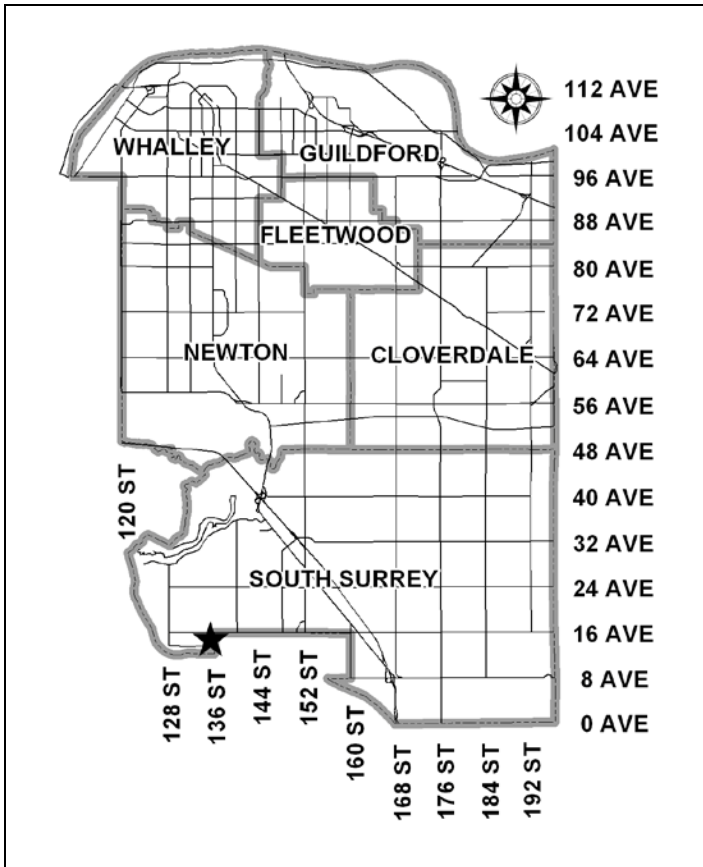 112 AVE
104 AVE
WHALLEY
GUILDFORD
96 AVE
88 AVE
FLEETWOOD
80 AVE
72 AVE
NEWTON
CLOVERDALE
64 AVE
56 AVE
48 AVE
120 ST
40 AVE
32 AVE
SOUTH SURREY
24 AVE
16 AVE
128 ST
136 ST
144 ST
152 ST
160 ST
8 AVE
0 AVE
168 ST
176 ST
184 ST
192 ST